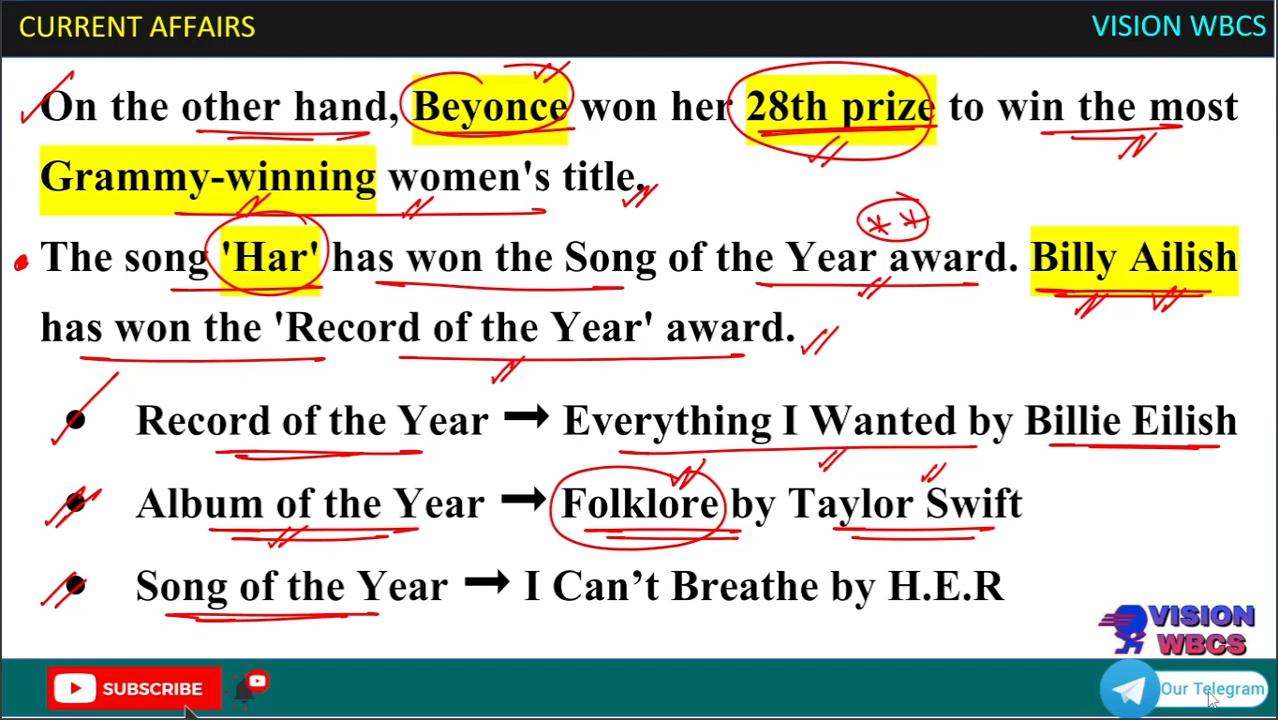 CURRENT AFFAIRS
VISION WBCS
On the other hand, Beyonce won her 28th prize to win the most
Grammy-winning women's title.
• The song 'Har' has won the Song of the Year award. Billy Ailish
has won the 'Record of the Year' award.
• Record of the Year → Everything I Wanted by Billie Eilish
• Album of the Year → Folklore by Taylor Swift
• Song of the Year → I Can’t Breathe by H.E.R
VISION
WBCS
SUBSCRIBE
Our Telegram